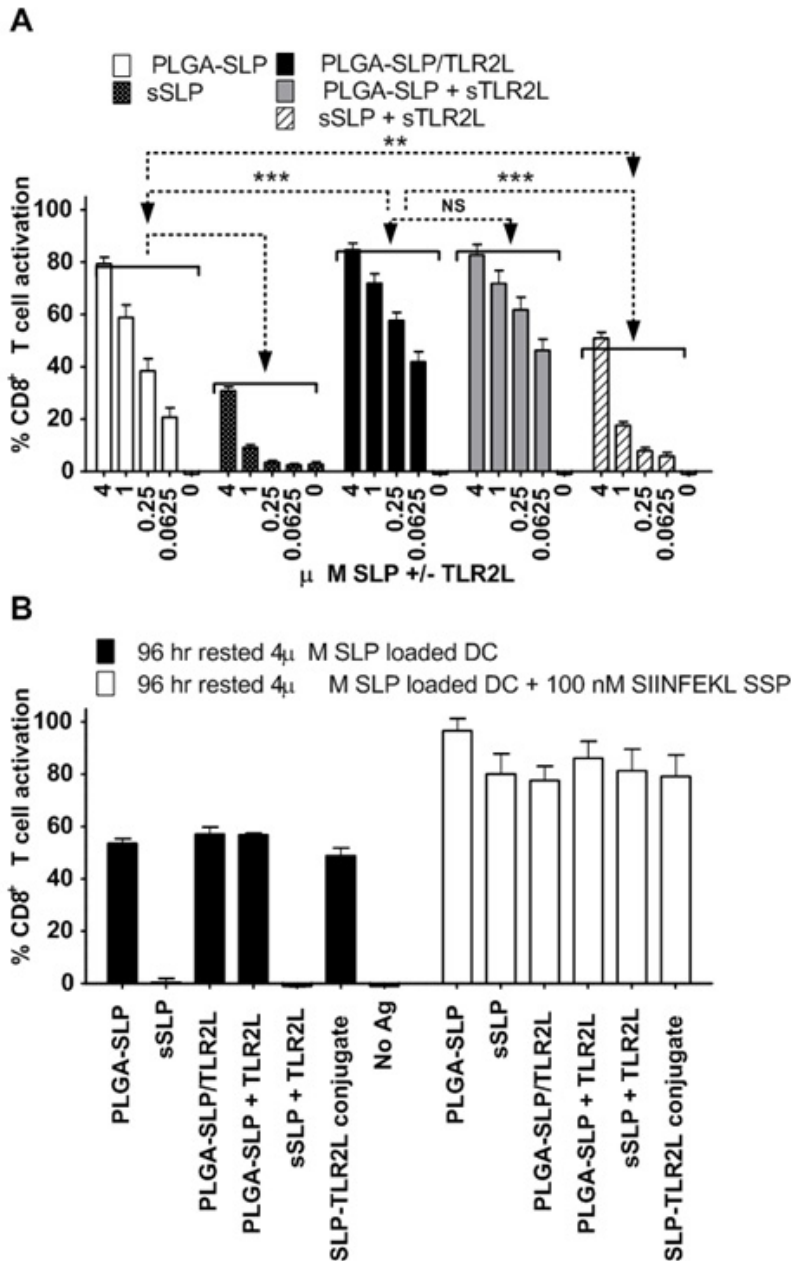 A
PLGA-SLP
PLGA-SLP/TLR2L
sSLP
PLGA-SLP + sTLR2L
sSLP + sTLR2L
**
***
***
NS
% CD8+ T cell activation
100
80
60
40
20
0
4
1
0.25
0.0625
0
4
1
0.25
0.0625
0
4
1
0.25
0.0625
0
4
1
0.25
0.0625
0
4
1
0.25
0.0625
0
μ M SLP +/- TLR2L
B
96 hr rested 4μ M SLP loaded DC
96 hr rested 4μ M SLP loaded DC + 100 nM SIINFEKL SSP
% CD8+ T cell activation
100
80
60
40
20
0
PLGA-SLP
sSLP
PLGA-SLP/TLR2L
PLGA-SLP + TLR2L
sSLP + TLR2L
SLP-TLR2L conjugate
No Ag
PLGA-SLP
sSLP
PLGA-SLP/TLR2L
PLGA-SLP + TLR2L
sSLP + TLR2L
SLP-TLR2L conjugate